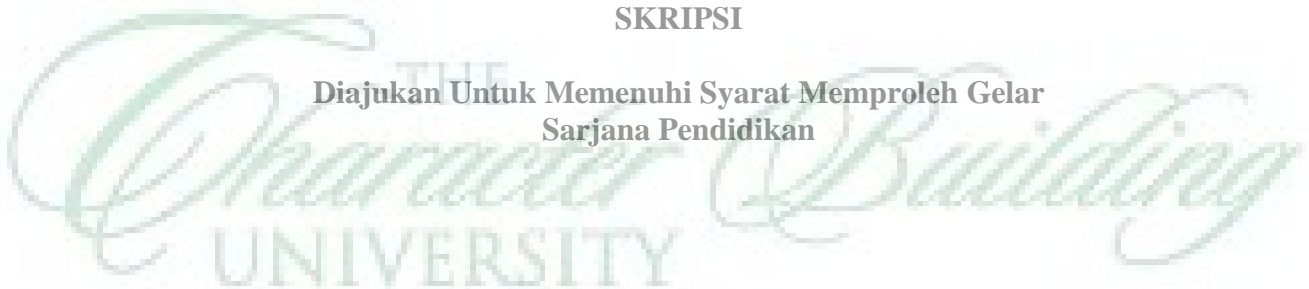 SKRIPSI
Diajukan Untuk Memenuhi Syarat Memproleh Gelar
Sarjana Pendidikan
THE
Character Building
UNIVERSITY